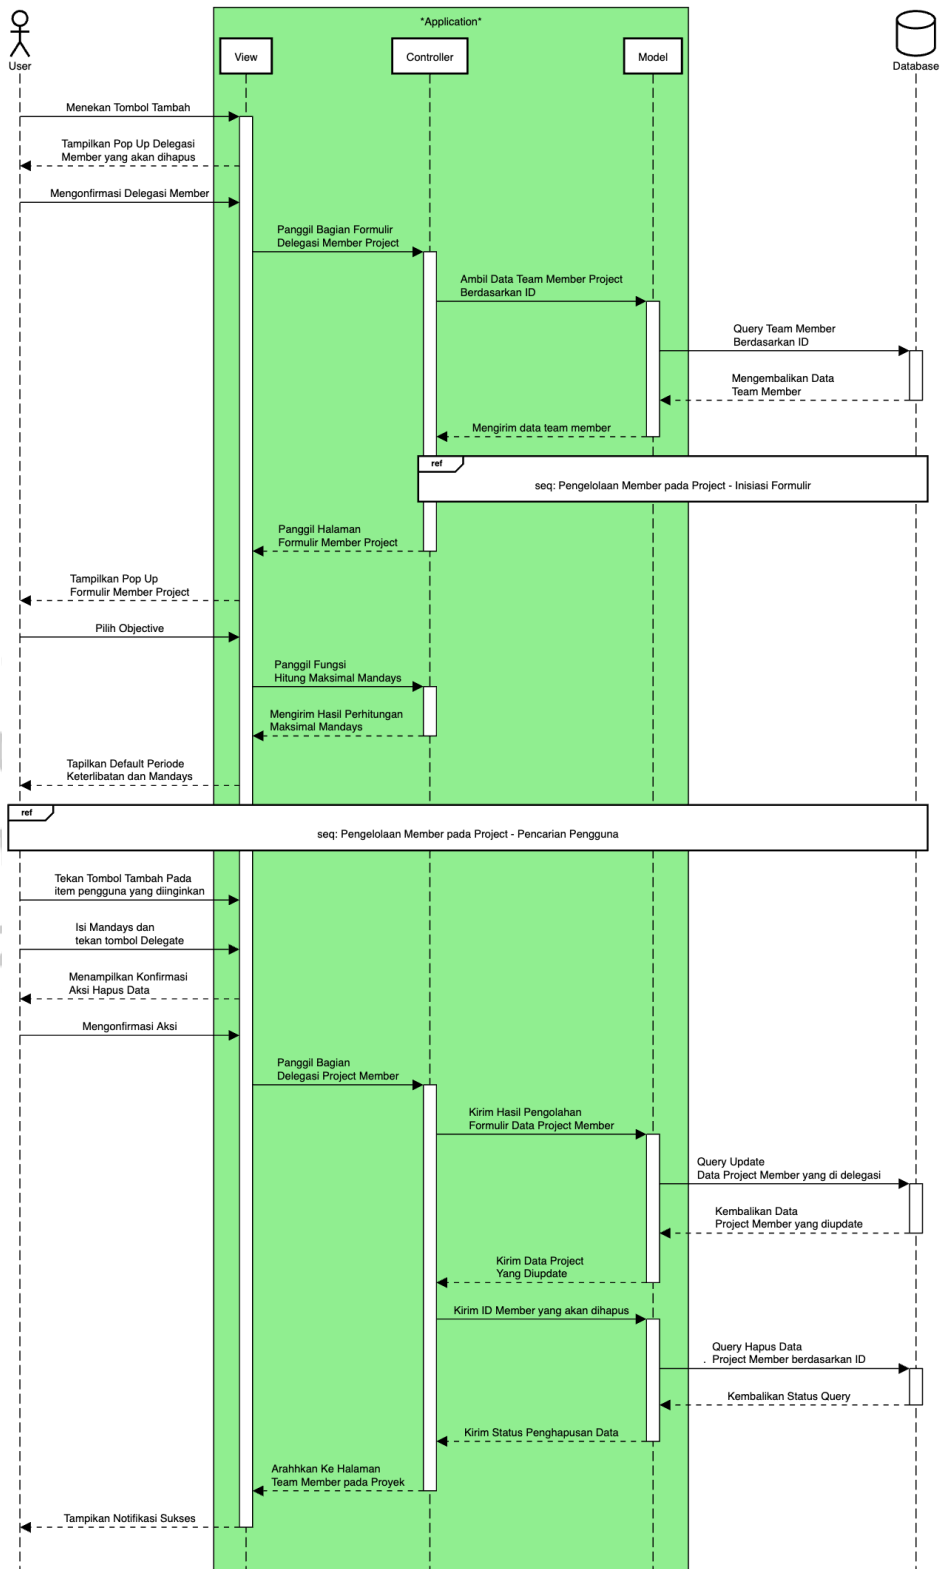 *Application*
User
View
Controller
Model
Database
Menekan Tombol Tambah
Tampilkan Pop Up Delegasi
Member yang akan dihapus
Mengonfirmasi Delegasi Member
Panggil Bagian Formulir
Delegasi Member Project
Ambil Data Team Member Project
Berdasarkan ID
Query Team Member
Berdasarkan ID
Mengembalikan Data
Team Member
Mengirim data team member
ref
seq: Pengelolaan Member pada Project - Inisiasi Formulir
Panggil Halaman
Formulir Member Project
Tampilkan Pop Up
Formulir Member Project
Pilih Objective
Panggil Fungsi
Hitung Maksimal Mandays
Mengirim Hasil Perhitungan
Maksimal Mandays
Tapilkan Default Periode
Keterlibatan dan Mandays
ref
seq: Pengelolaan Member pada Project - Pencarian Pengguna
Tekan Tombol Tambah Pada
item pengguna yang diinginkan
Isi Mandays dan
tekan tombol Delegate
Menampilkan Konfirmasi
Aksi Hapus Data
Mengonfirmasi Aksi
Panggil Bagian
Delegasi Project Member
Kirim Hasil Pengolahan
Formulir Data Project Member
Query Update
Data Project Member yang di delegasi
Kembalikan Data
Project Member yang diupdate
Kirim Data Project
Yang Diupdate
Kirim ID Member yang akan dihapus
Query Hapus Data
. Project Member berdasarkan ID
Kembalikan Status Query
Kirim Status Penghapusan Data
Arahhkan Ke Halaman
Team Member pada Proyek
Tampikan Notifikasi Sukses